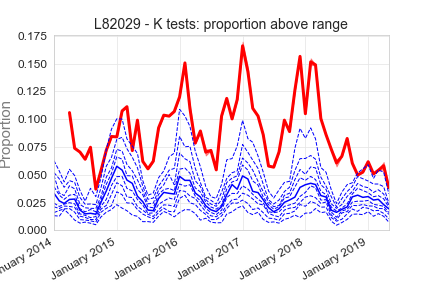 L82029 - K tests: proportion above range
0.175
0.150
0.125
0.100
0.075
0.050
0.025
0.000
Proportion
nuary 2014
January 2015
January 2016
January 2017
January 2018
January 2019